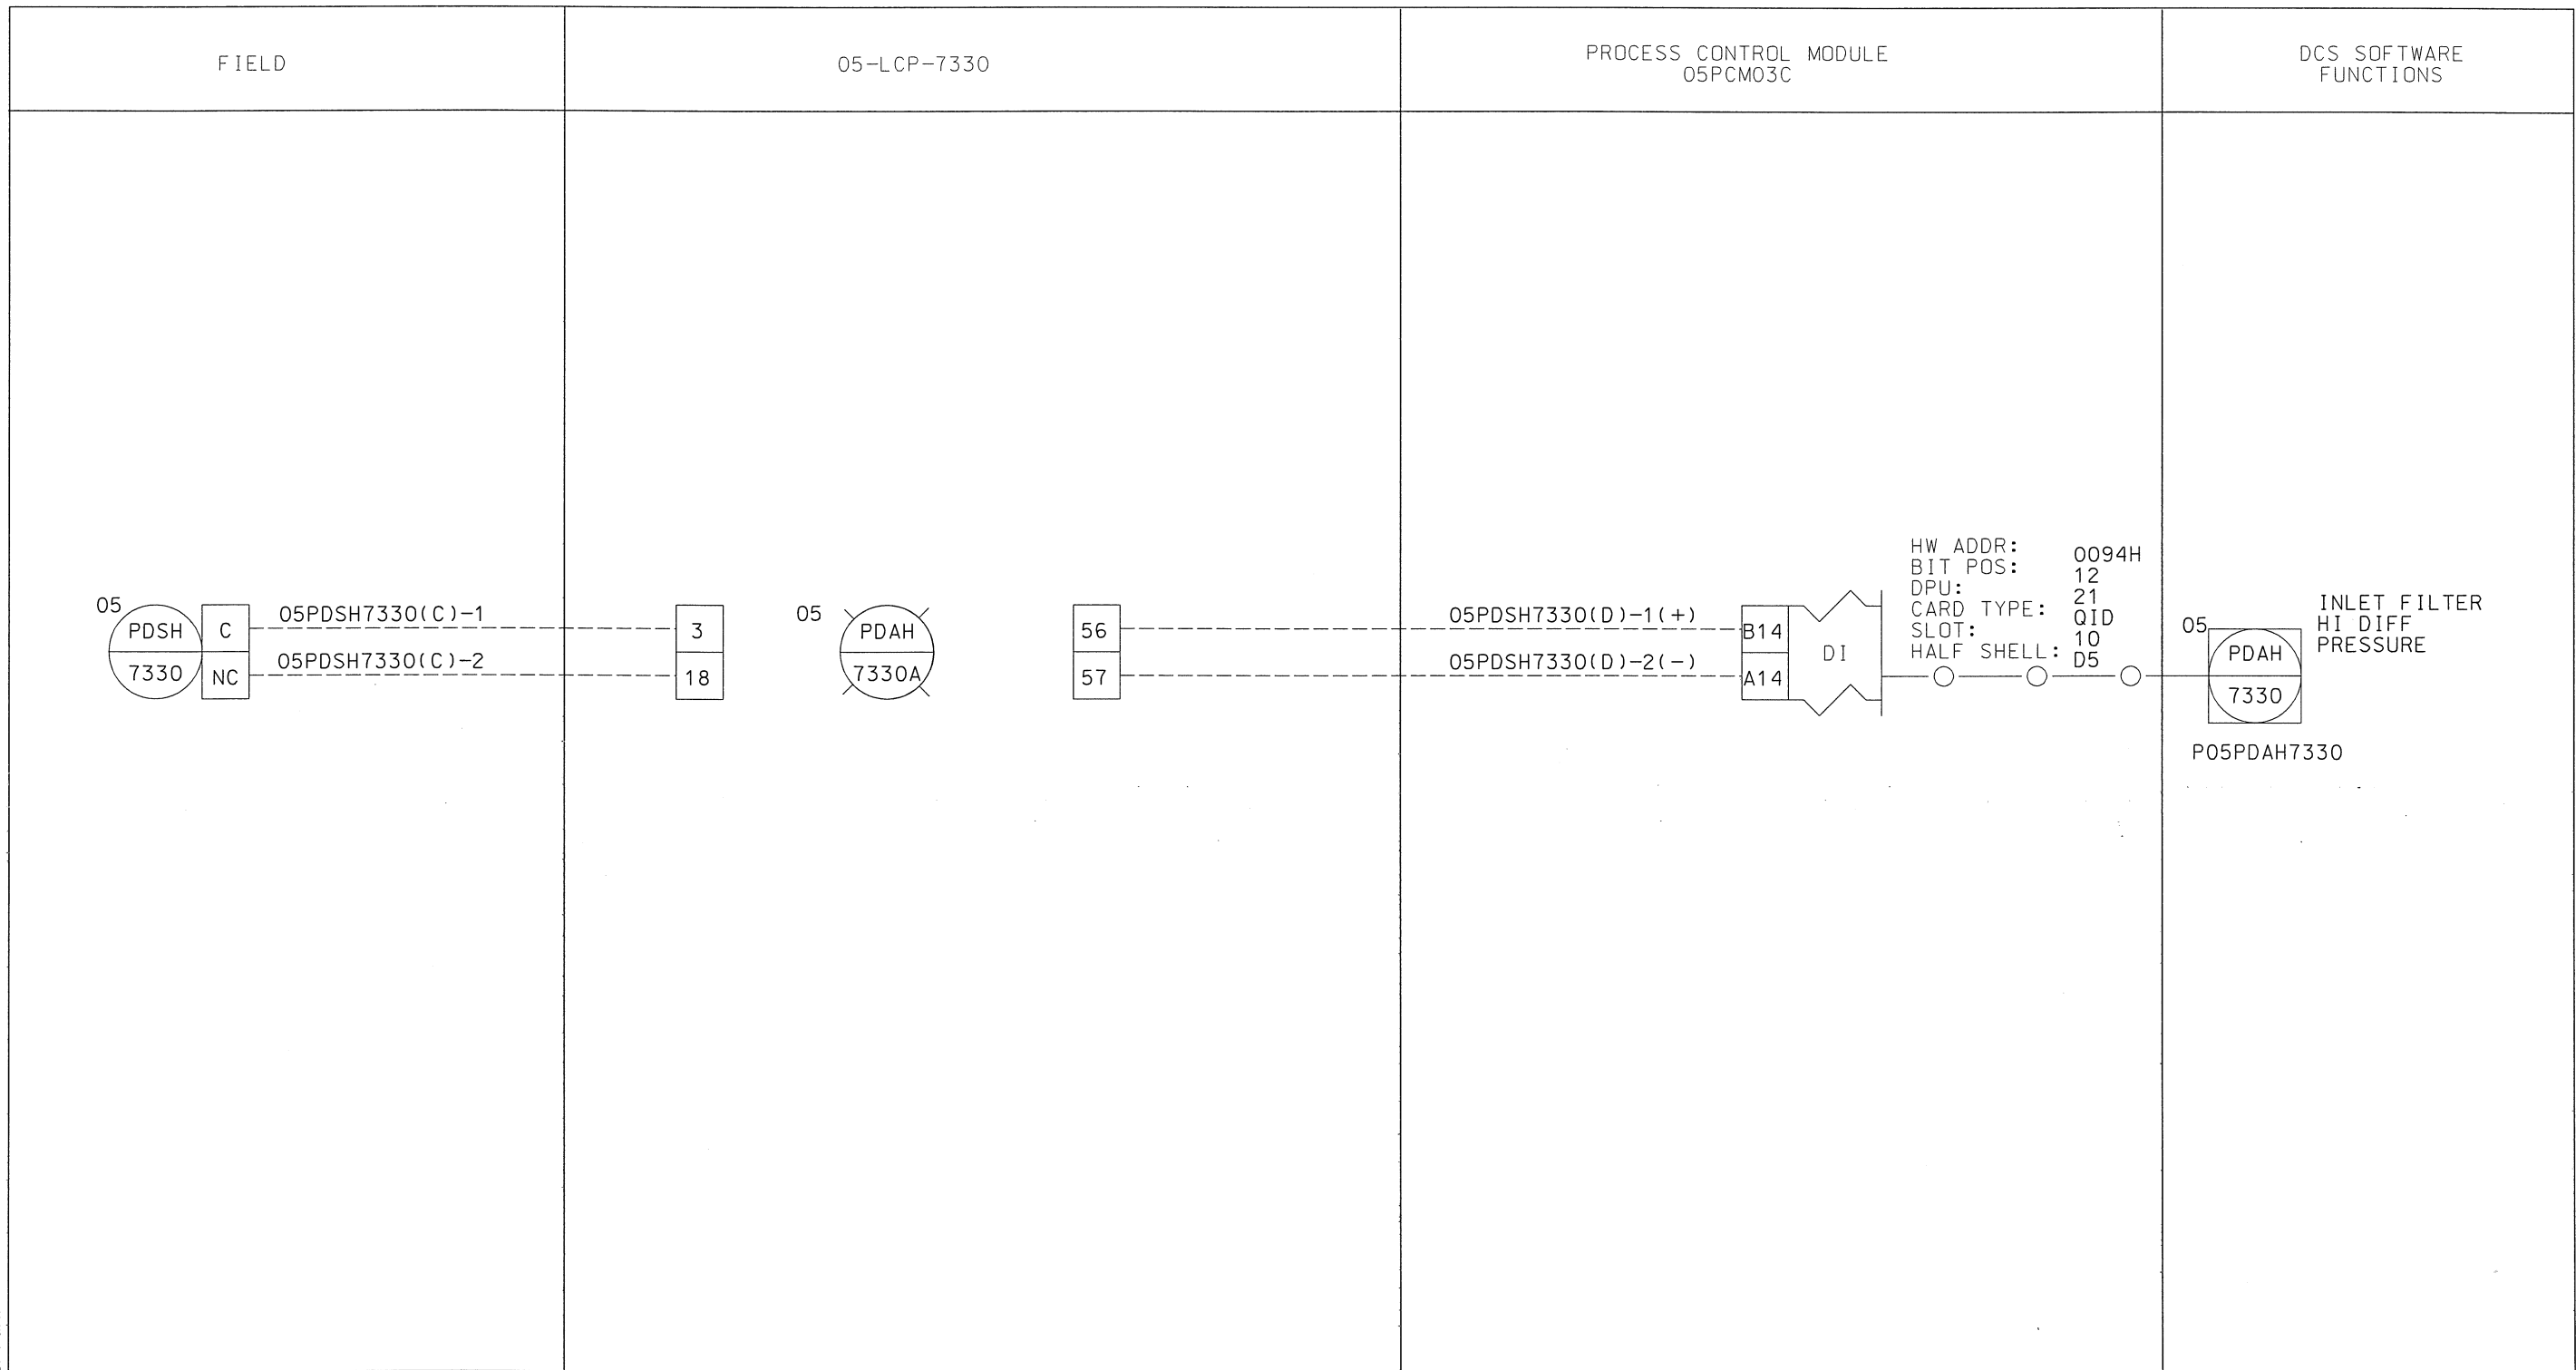 FIELD
05-LCP-7330
PROCESS CONTROL MODULE
05PCM03C
DCS SOFTWARE
FUNCTIONS
05
PDSH
7330
C
NC
05PDSH7330(C)-1
05PDSH7330(C)-2
3
18
05
PDAH
7330A
56
57
05PDSH7330(D)-1(+)
05PDSH7330(D)-2(-)
B14
A14
DI
HW ADDR: 0094H
BIT POS: 12
DPU: 21
CARD TYPE: QID
SLOT: 10
HALF SHELL: D5
05
PDAH
7330
INLET FILTER
HI DIFF
PRESSURE
P05PDAH7330